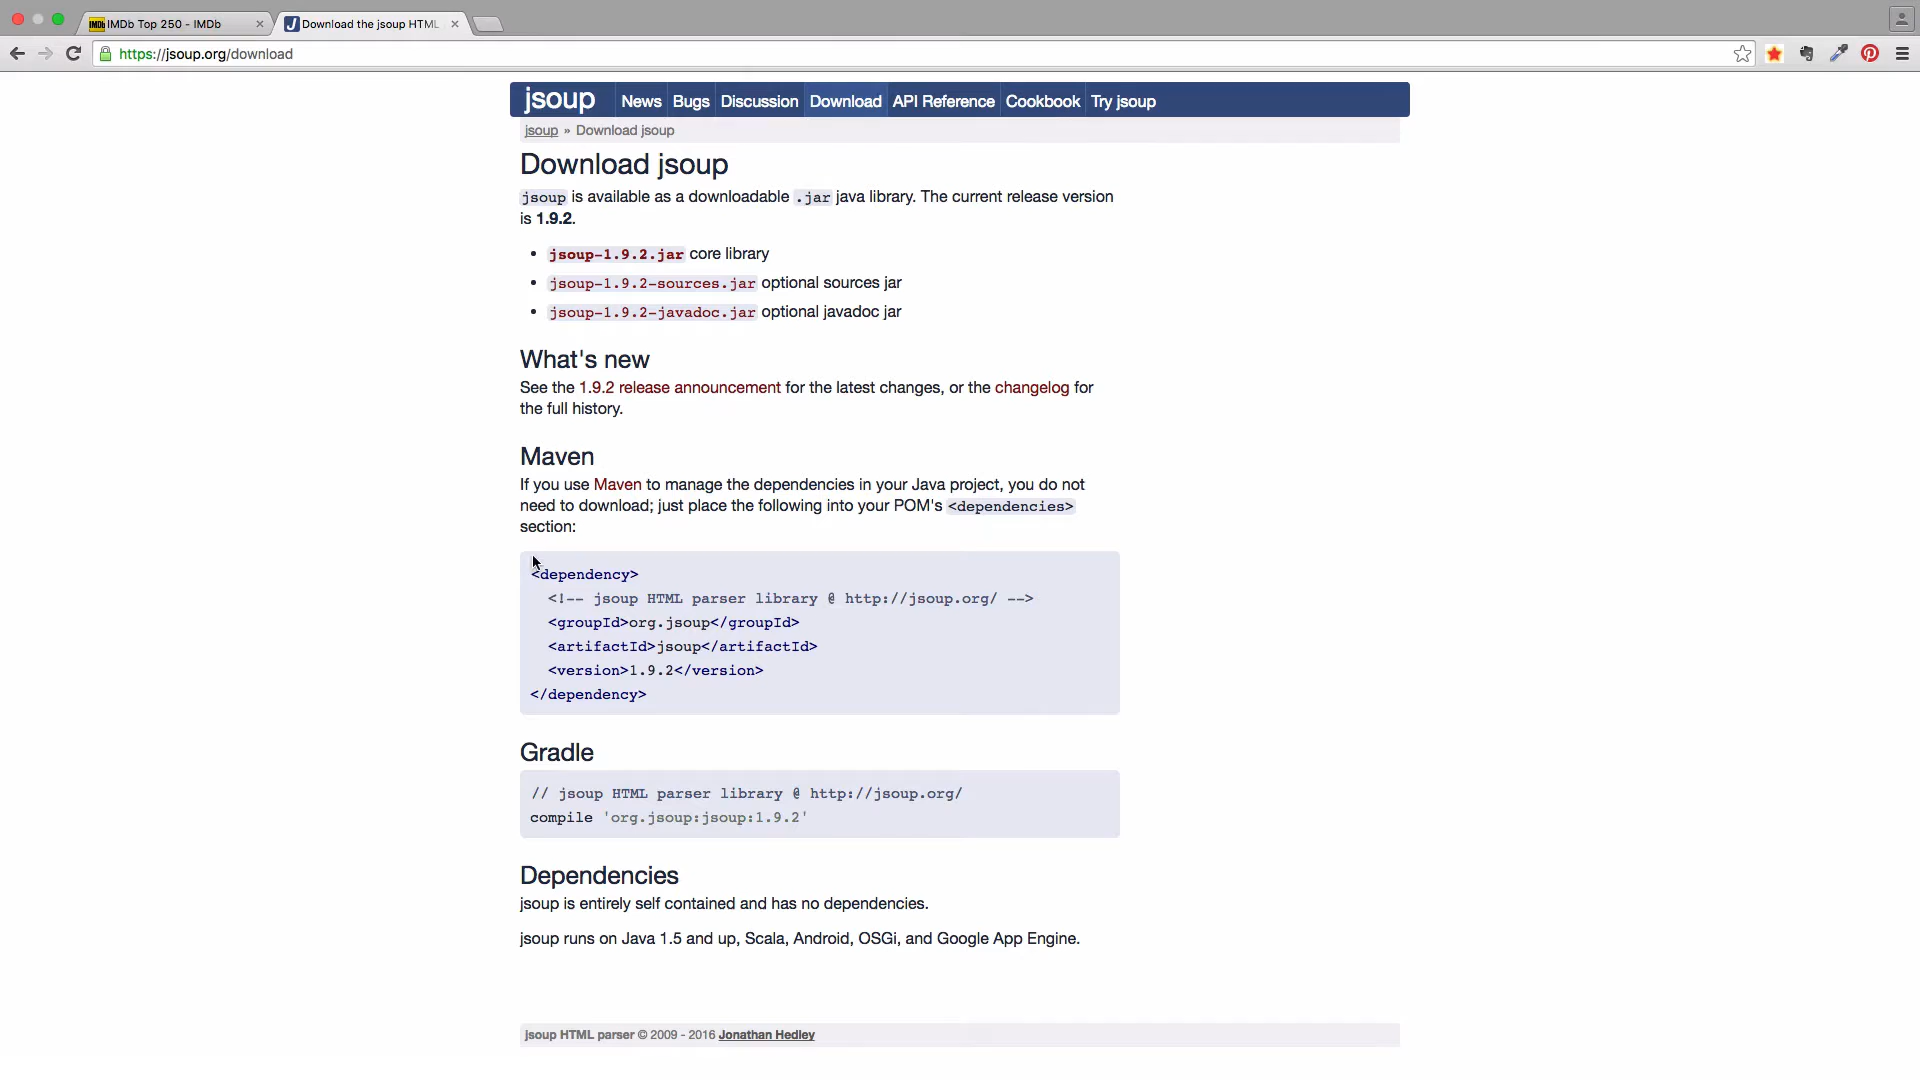 IMDb Top 250 - IMDb
Download the jsoup HTML
https://jsoup.org/download
jsoup News Bugs Discussion Download API Reference Cookbook Try jsoup
jsoup » Download jsoup
Download jsoup
jsoup is available as a downloadable .jar java library. The current release version
is 1.9.2.
• jsoup-1.9.2.jar core library
• jsoup-1.9.2-sources.jar optional sources jar
• jsoup-1.9.2-javadoc.jar optional javadoc jar
What's new
See the 1.9.2 release announcement for the latest changes, or the changelog for
the full history.
Maven
If you use Maven to manage the dependencies in your Java project, you do not
need to download; just place the following into your POM's <dependencies>
section:
<dependency>
<!-- jsoup HTML parser library @ http://jsoup.org/ -->
<groupId>org.jsoup</groupId>
<artifactId>jsoup</artifactId>
<version>1.9.2</version>
</dependency>
Gradle
// jsoup HTML parser library @ http://jsoup.org/
compile 'org.jsoup:jsoup:1.9.2'
Dependencies
jsoup is entirely self contained and has no dependencies.
jsoup runs on Java 1.5 and up, Scala, Android, OSGi, and Google App Engine.
jsoup HTML parser © 2009 - 2016 Jonathan Hedley